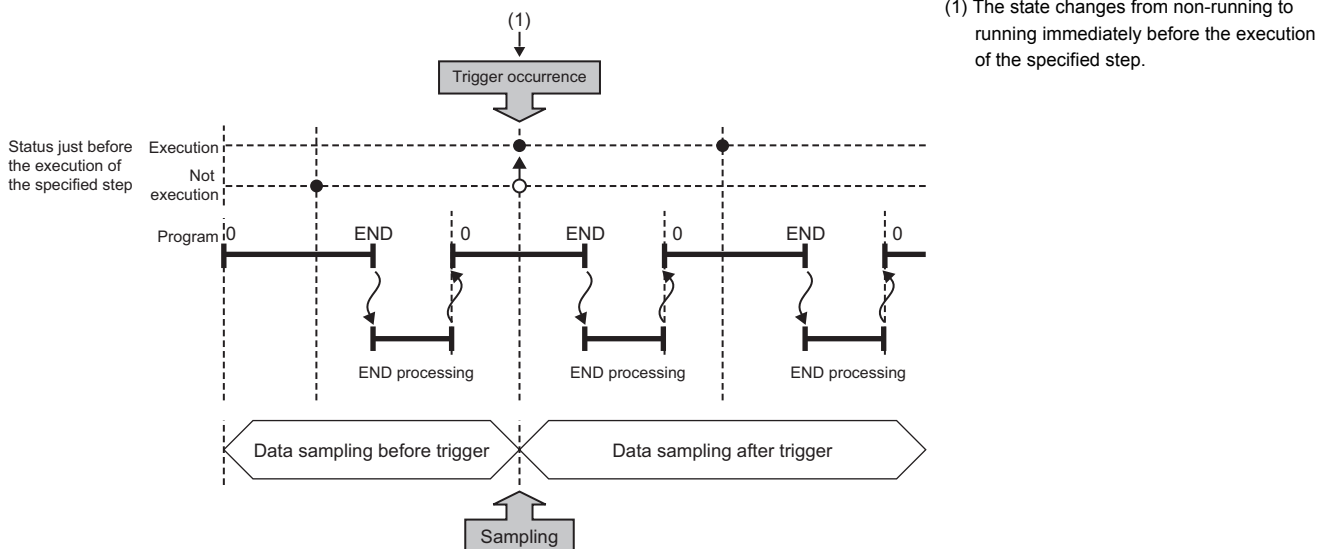 (1)
(1) The state changes from non-running to
running immediately before the execution
of the specified step.
Trigger occurrence
Status just before
the execution of
the specified step
Execution
Not
execution
Program 0 END 0 END 0 END 0
END processing END processing END processing
Data sampling before trigger Data sampling after trigger
Sampling